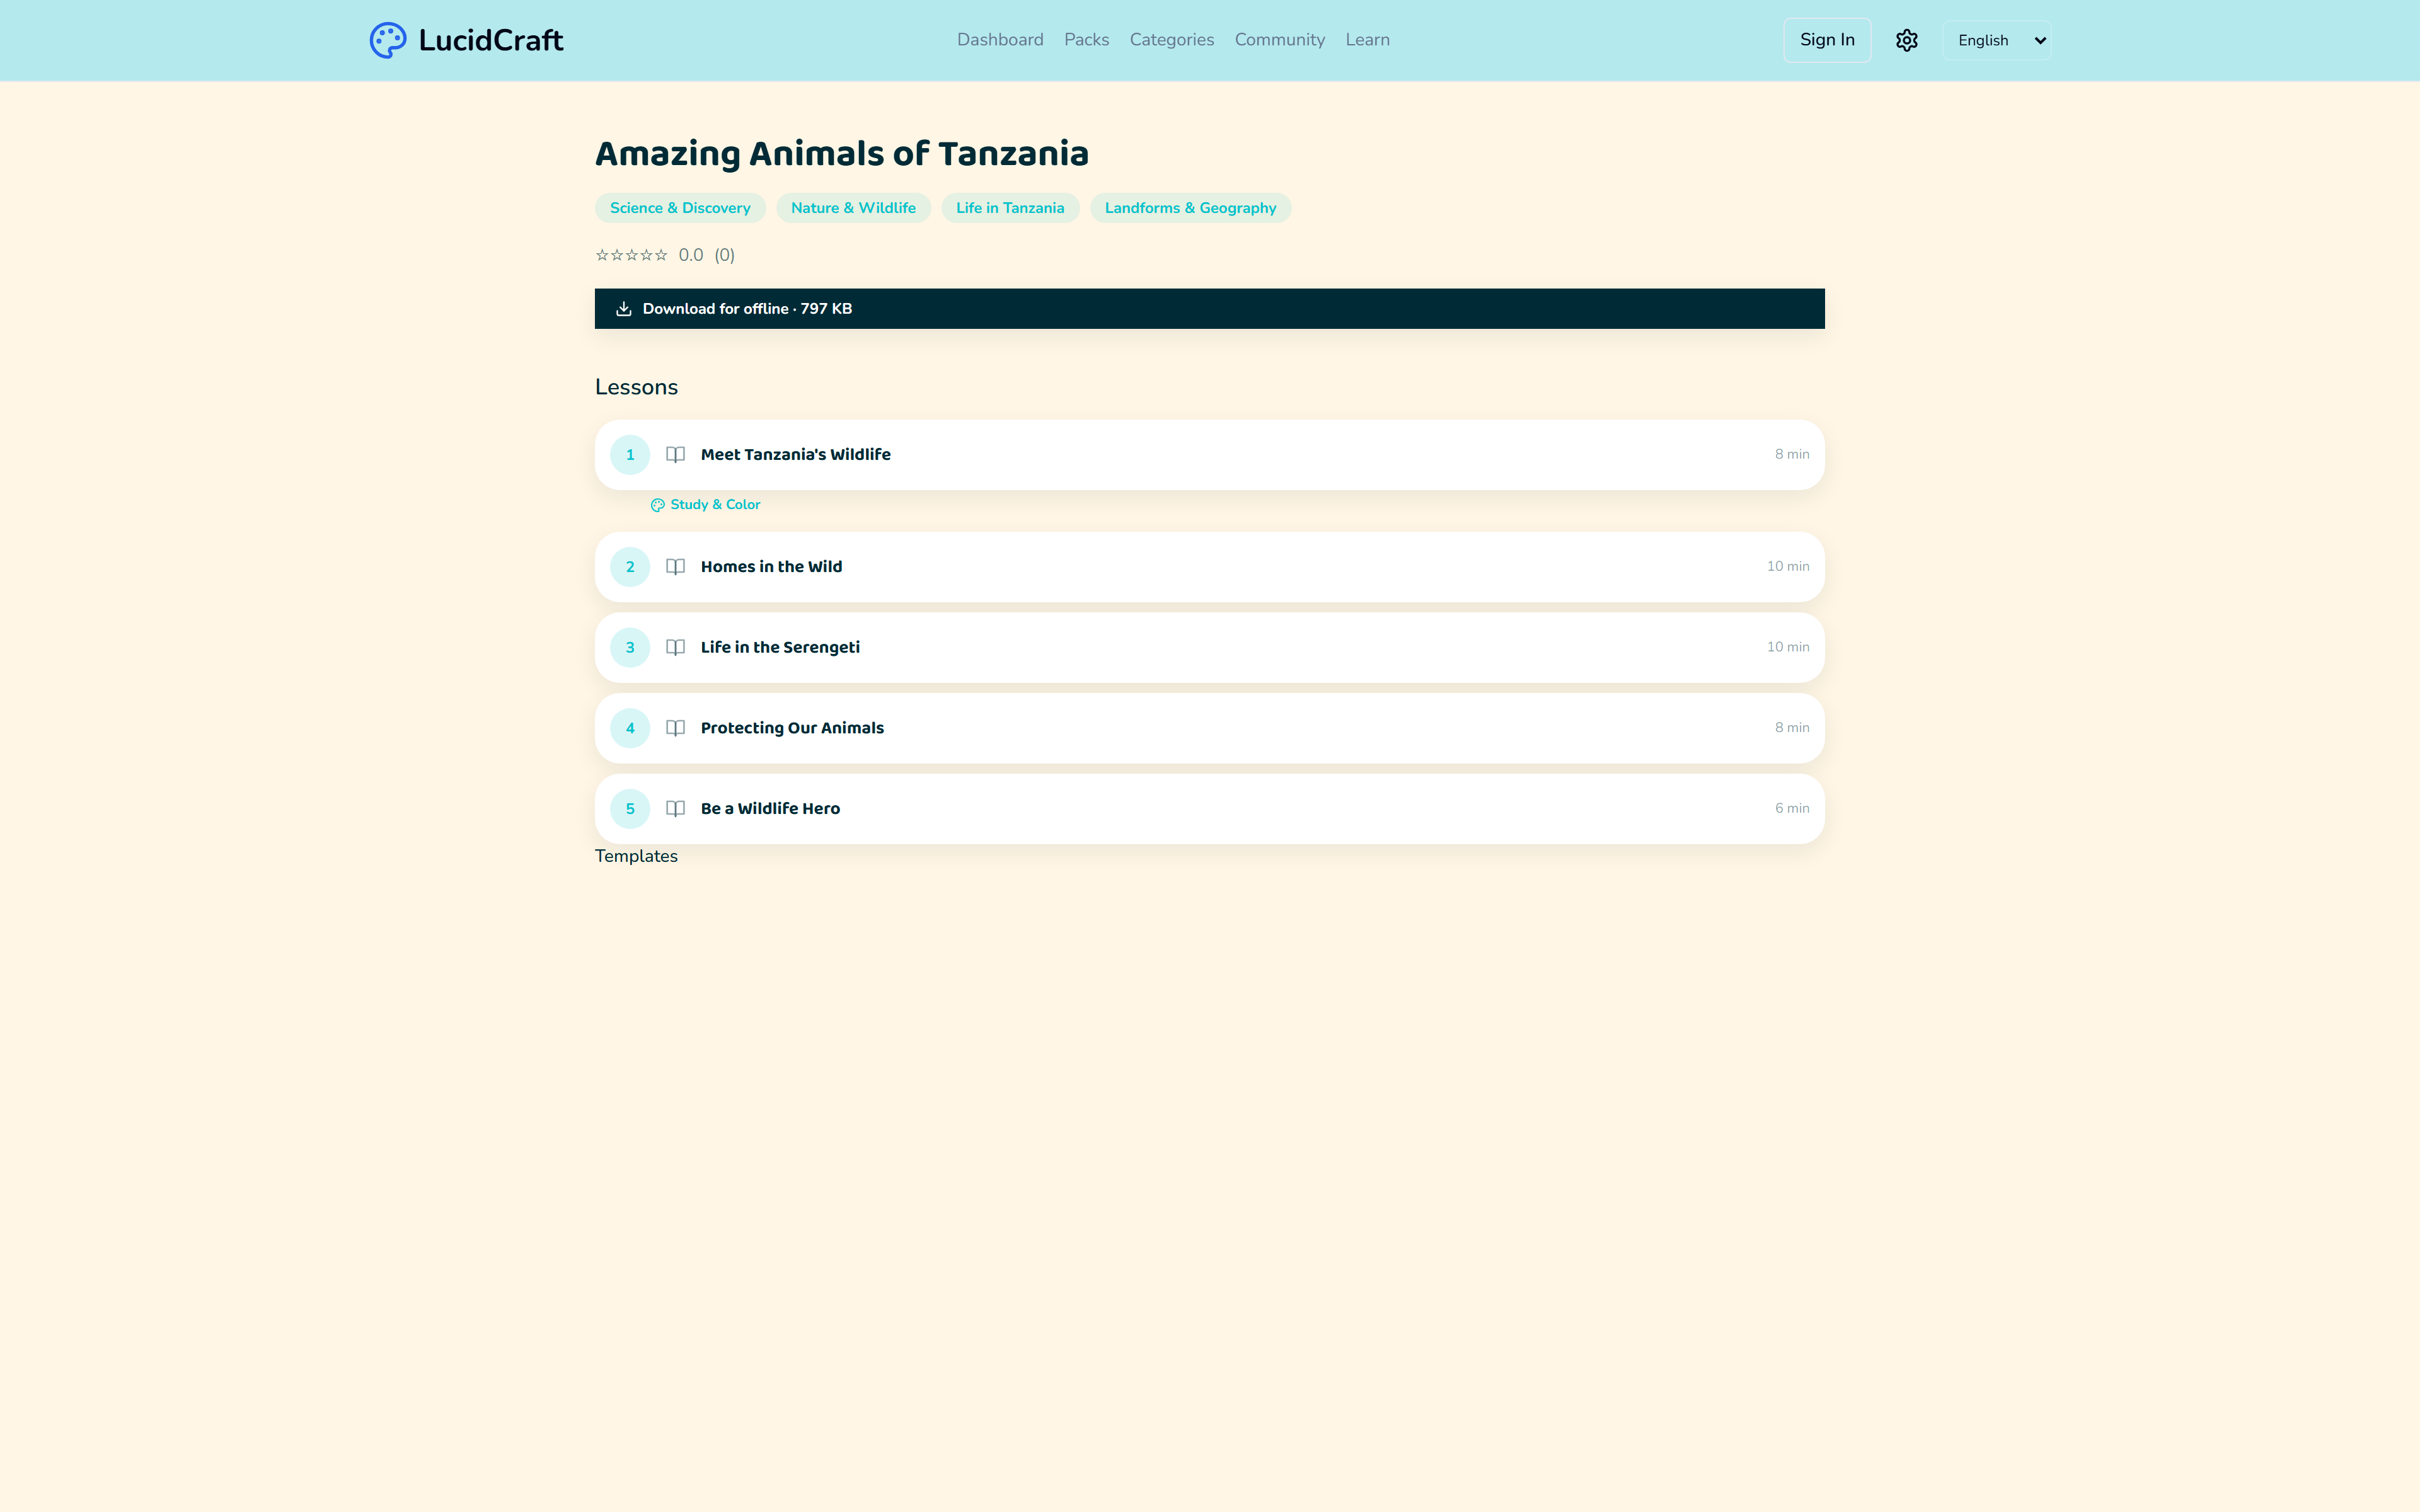 LucidCraft
Dashboard Packs Categories Community Learn
Sign In
English
Amazing Animals of Tanzania
Science & Discovery Nature & Wildlife Life in Tanzania Landforms & Geography
☆☆☆☆☆ 0.0 (0)
Download for offline · 797 KB
Lessons
1 Meet Tanzania's Wildlife 8 min
Study & Color
2 Homes in the Wild 10 min
3 Life in the Serengeti 10 min
4 Protecting Our Animals 8 min
5 Be a Wildlife Hero 6 min
Templates